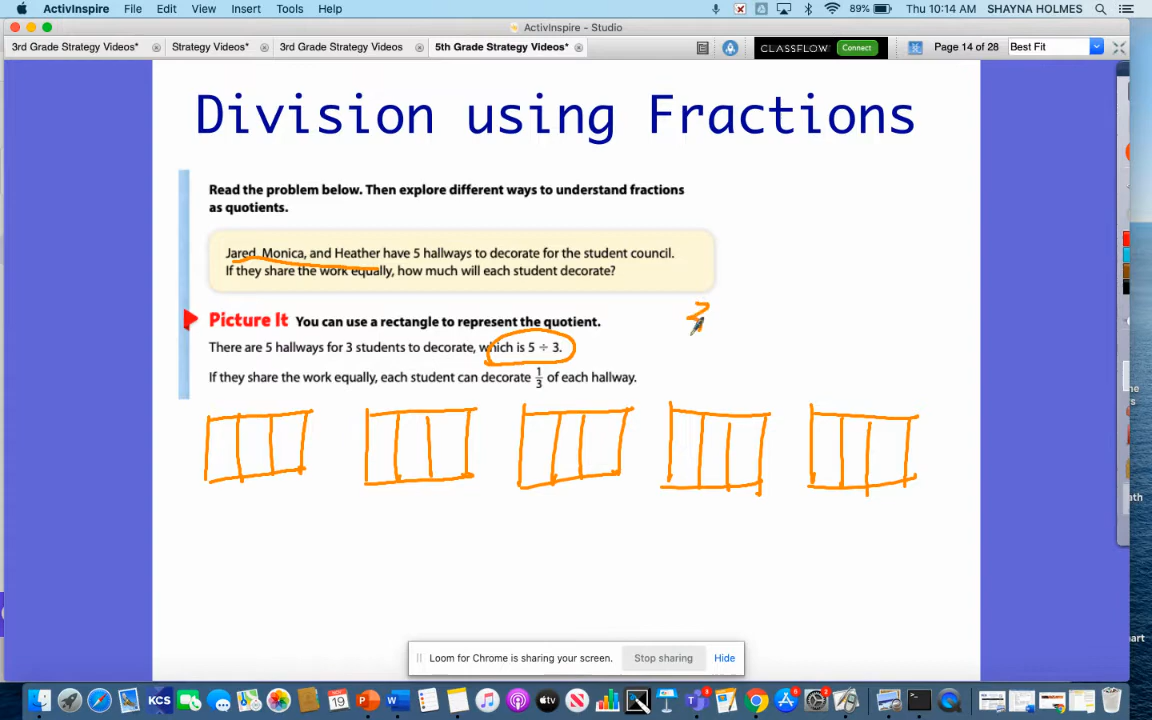 ActivInspire File Edit View Insert Tools Help 89% Thu 10:14 AM SHAYNA HOLMES
ActivInspire - Studio
3rd Grade Strategy Videos* Strategy Videos* 3rd Grade Strategy Videos 5th Grade Strategy Videos* CLASSFLOW Connect Page 14 of 28 Best Fit
Division using Fractions
Read the problem below. Then explore different ways to understand fractions
as quotients.
Jared, Monica, and Heather have 5 hallways to decorate for the student council.
If they share the work equally, how much will each student decorate?
Picture It You can use a rectangle to represent the quotient.
There are 5 hallways for 3 students to decorate, which is 5 ÷ 3.
If they share the work equally, each student can decorate 1/3 of each hallway.
Loom for Chrome is sharing your screen. Stop sharing Hide
KCS 19